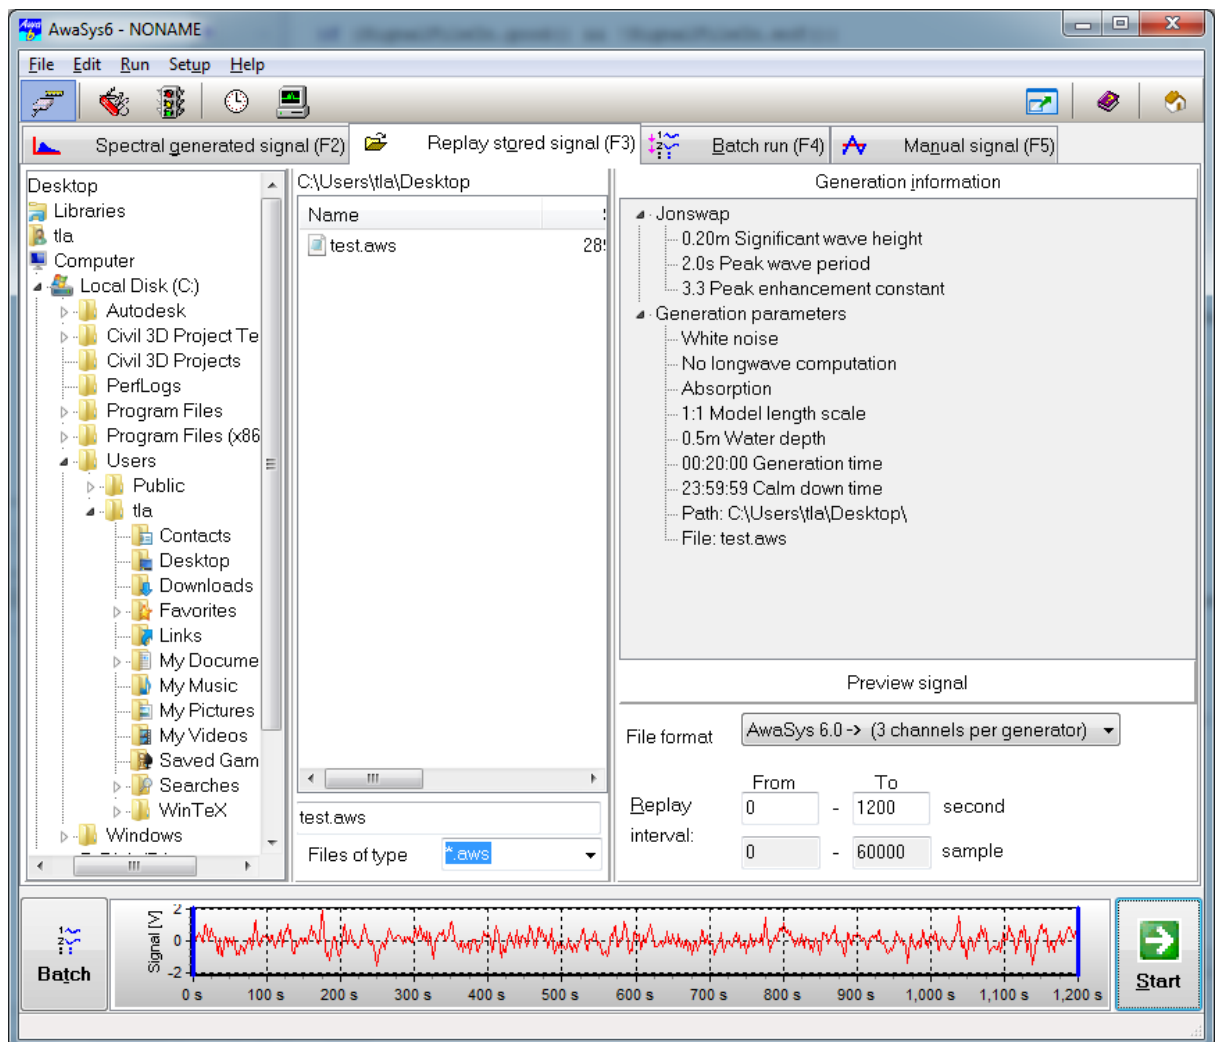 AwaSys6 - NONAME
File Edit Run Setup Help
Spectral generated signal (F2) Replay stored signal (F3) Batch run (F4) Manual signal (F5)
Desktop
Libraries
tla
Computer
Local Disk (C:)
Autodesk
Civil 3D Project Te
Civil 3D Projects
PerfLogs
Program Files
Program Files (x86
Users
Public
tla
Contacts
Desktop
Downloads
Favorites
Links
My Docume
My Music
My Pictures
My Videos
Saved Gam
Searches
WinTeX
Windows
C:\Users\tla\Desktop
Name
test.aws 28
test.aws
Files of type *.aws
Generation information
Jonswap
0.20m Significant wave height
2.0s Peak wave period
3.3 Peak enhancement constant
Generation parameters
White noise
No longwave computation
Absorption
1:1 Model length scale
0.5m Water depth
00:20:00 Generation time
23:59:59 Calm down time
Path: C:\Users\tla\Desktop\
File: test.aws
Preview signal
File format AwaSys 6.0 -> (3 channels per generator)
From To
Replay interval: 0 - 1200 second
0 - 60000 sample
Batch
Signal [V]
2
0
-2
0 s 100 s 200 s 300 s 400 s 500 s 600 s 700 s 800 s 900 s 1,000 s 1,100 s 1,200 s
Start